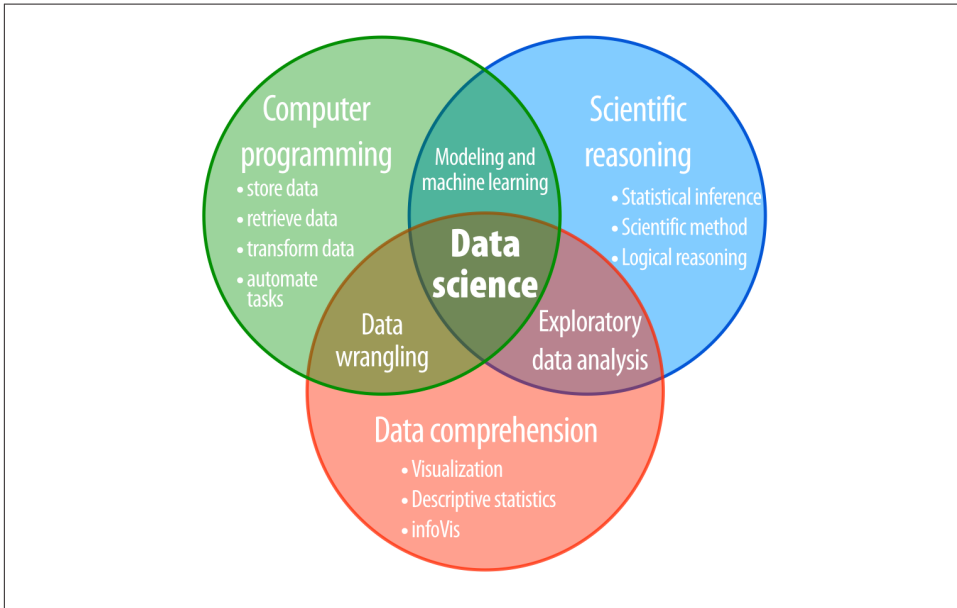 Computer
programming
• store data
• retrieve data
• transform data
• automate
tasks
Scientific
reasoning
• Statistical inference
• Scientific method
• Logical reasoning
Modeling and
machine learning
Data
science
Data
wrangling
Exploratory
data analysis
Data comprehension
• Visualization
• Descriptive statistics
• infoVis